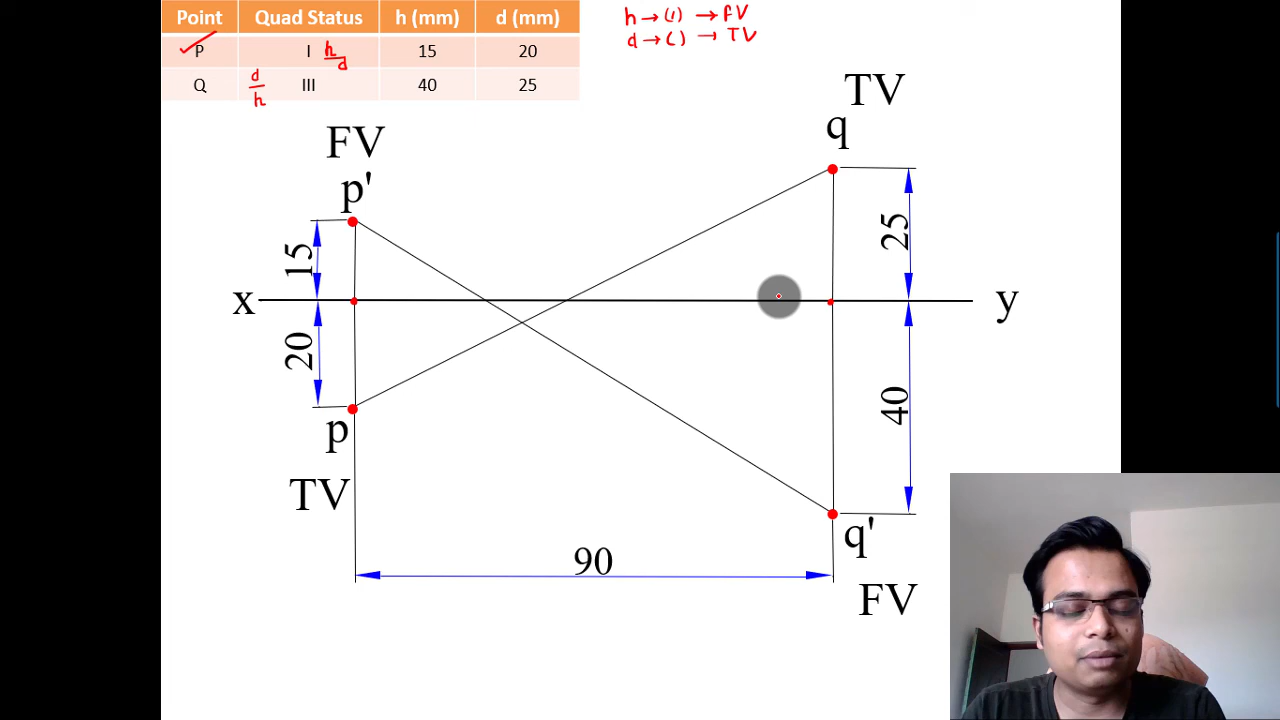 Point Quad Status h (mm) d (mm)
P I h/d 15 20
Q d/h III 40 25
h → (') → FV
d → ( ) → TV
TV
q
FV
p'
15
25
x
y
20
40
p
TV
q'
90
FV